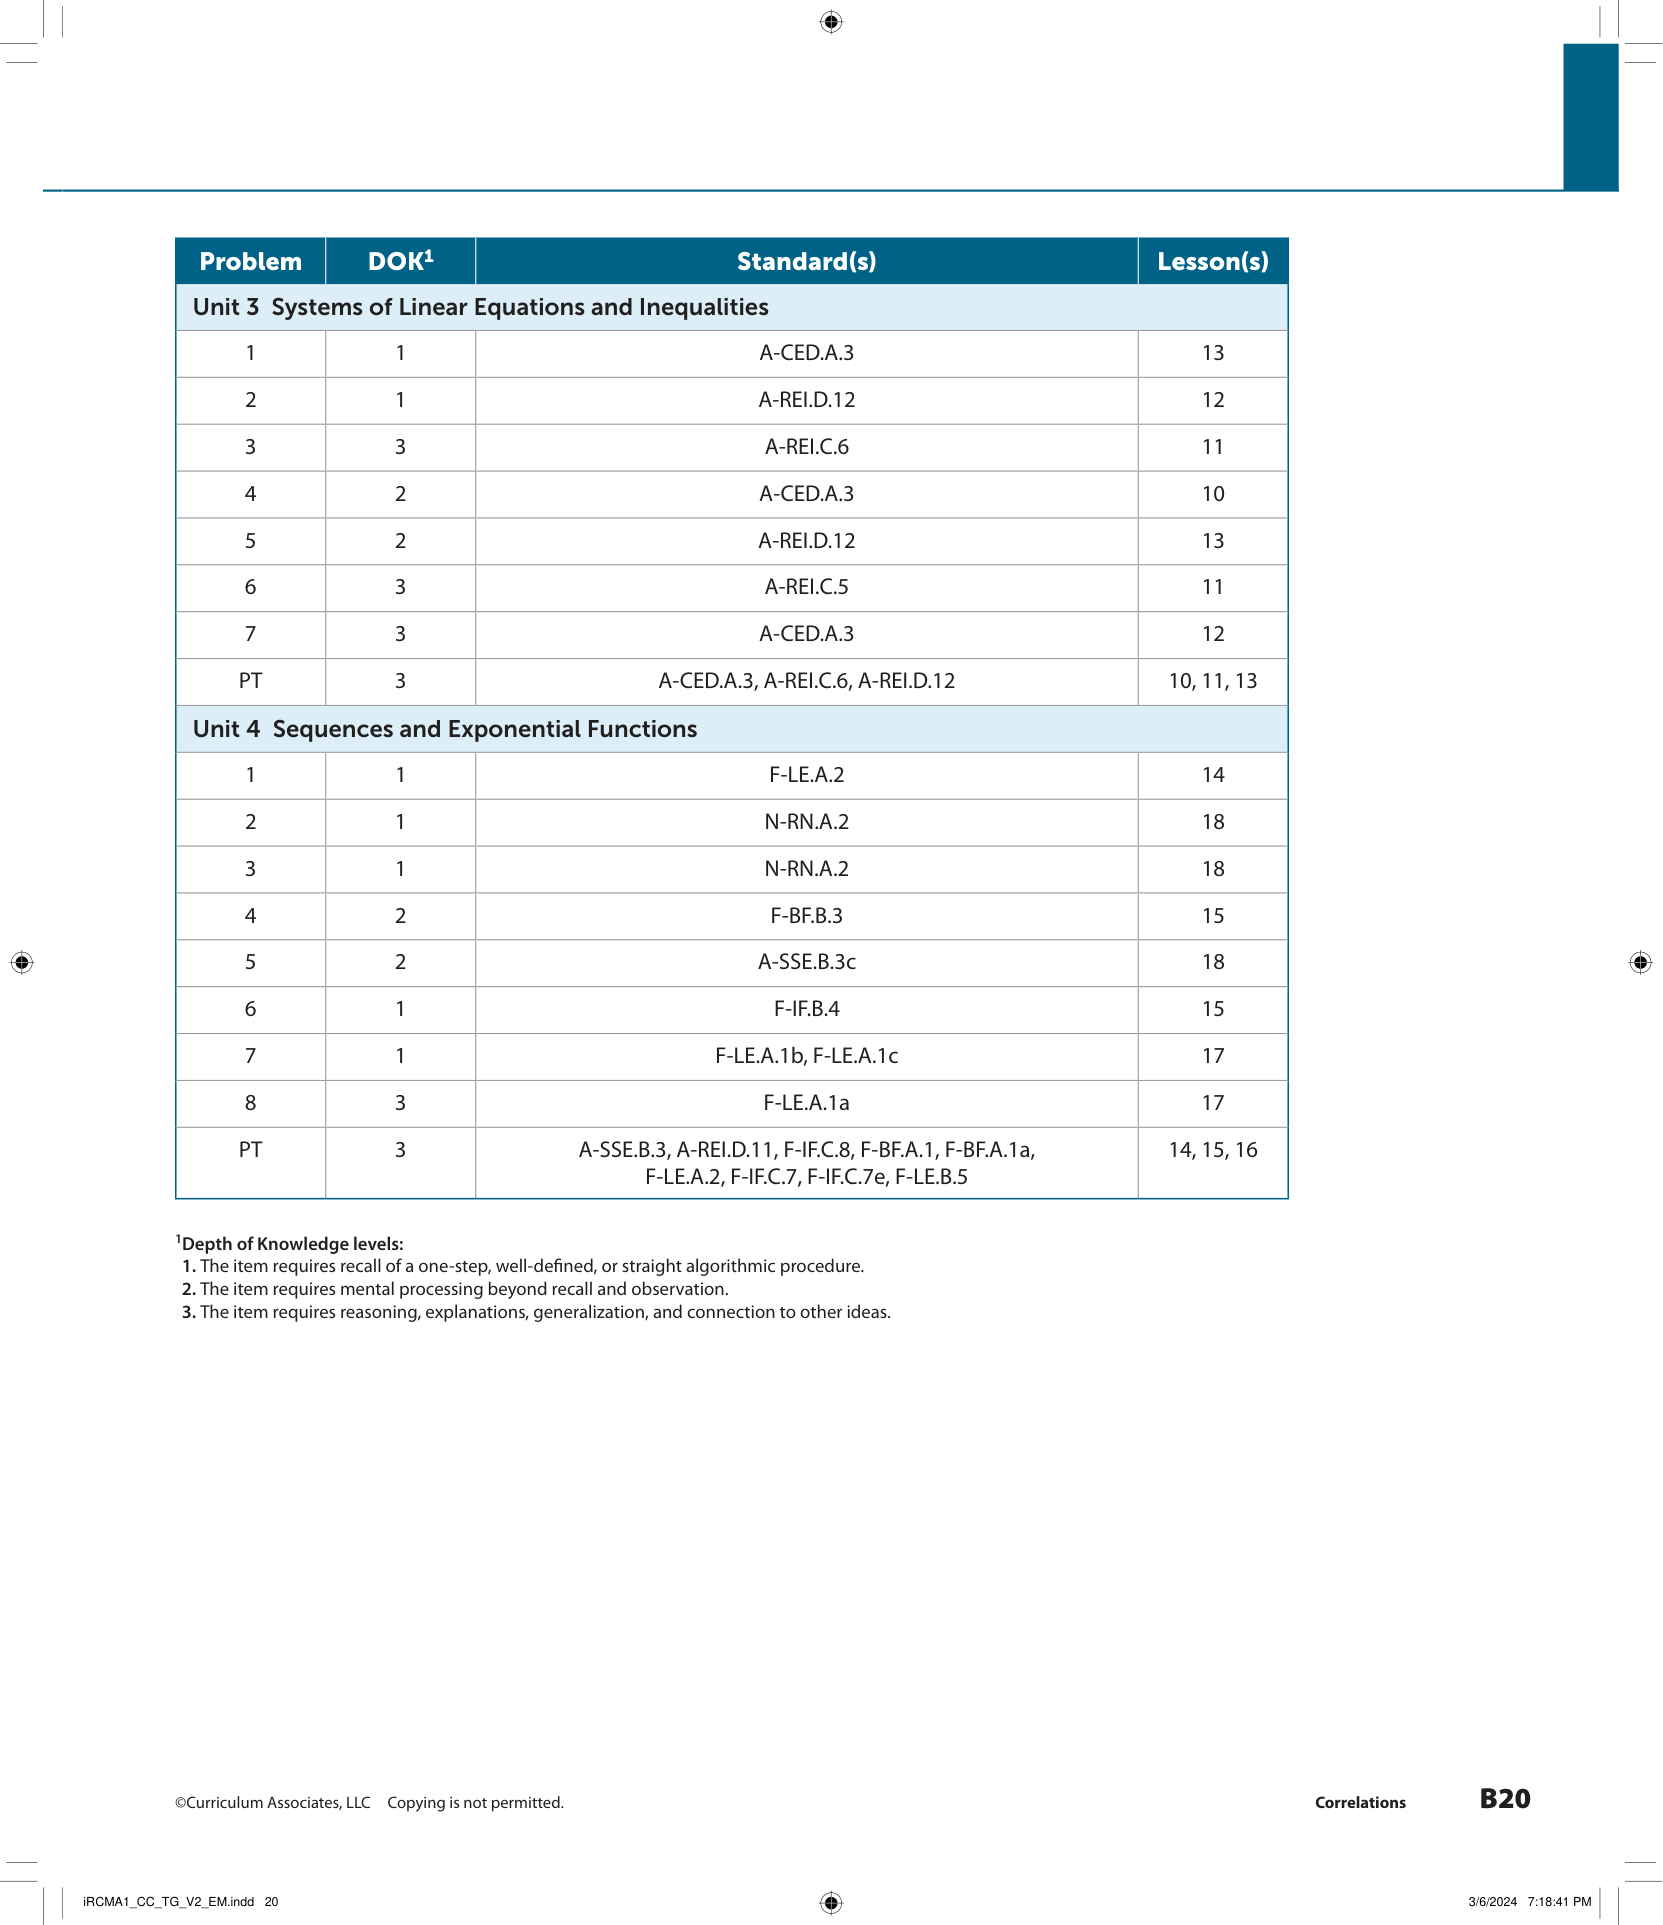 Problem DOK¹ Standard(s) Lesson(s)
Unit 3 Systems of Linear Equations and Inequalities
1 1 A-CED.A.3 13
2 1 A-REI.D.12 12
3 3 A-REI.C.6 11
4 2 A-CED.A.3 10
5 2 A-REI.D.12 13
6 3 A-REI.C.5 11
7 3 A-CED.A.3 12
PT 3 A-CED.A.3, A-REI.C.6, A-REI.D.12 10, 11, 13
Unit 4 Sequences and Exponential Functions
1 1 F-LE.A.2 14
2 1 N-RN.A.2 18
3 1 N-RN.A.2 18
4 2 F-BF.B.3 15
5 2 A-SSE.B.3c 18
6 1 F-IF.B.4 15
7 1 F-LE.A.1b, F-LE.A.1c 17
8 3 F-LE.A.1a 17
PT 3 A-SSE.B.3, A-REI.D.11, F-IF.C.8, F-BF.A.1, F-BF.A.1a, 14, 15, 16
F-LE.A.2, F-IF.C.7, F-IF.C.7e, F-LE.B.5
¹Depth of Knowledge levels:
1. The item requires recall of a one-step, well-defined, or straight algorithmic procedure.
2. The item requires mental processing beyond recall and observation.
3. The item requires reasoning, explanations, generalization, and connection to other ideas.
©Curriculum Associates, LLC Copying is not permitted. Correlations B20
iRCMA1_CC_TG_V2_EM.indd 20 3/6/2024 7:18:41 PM